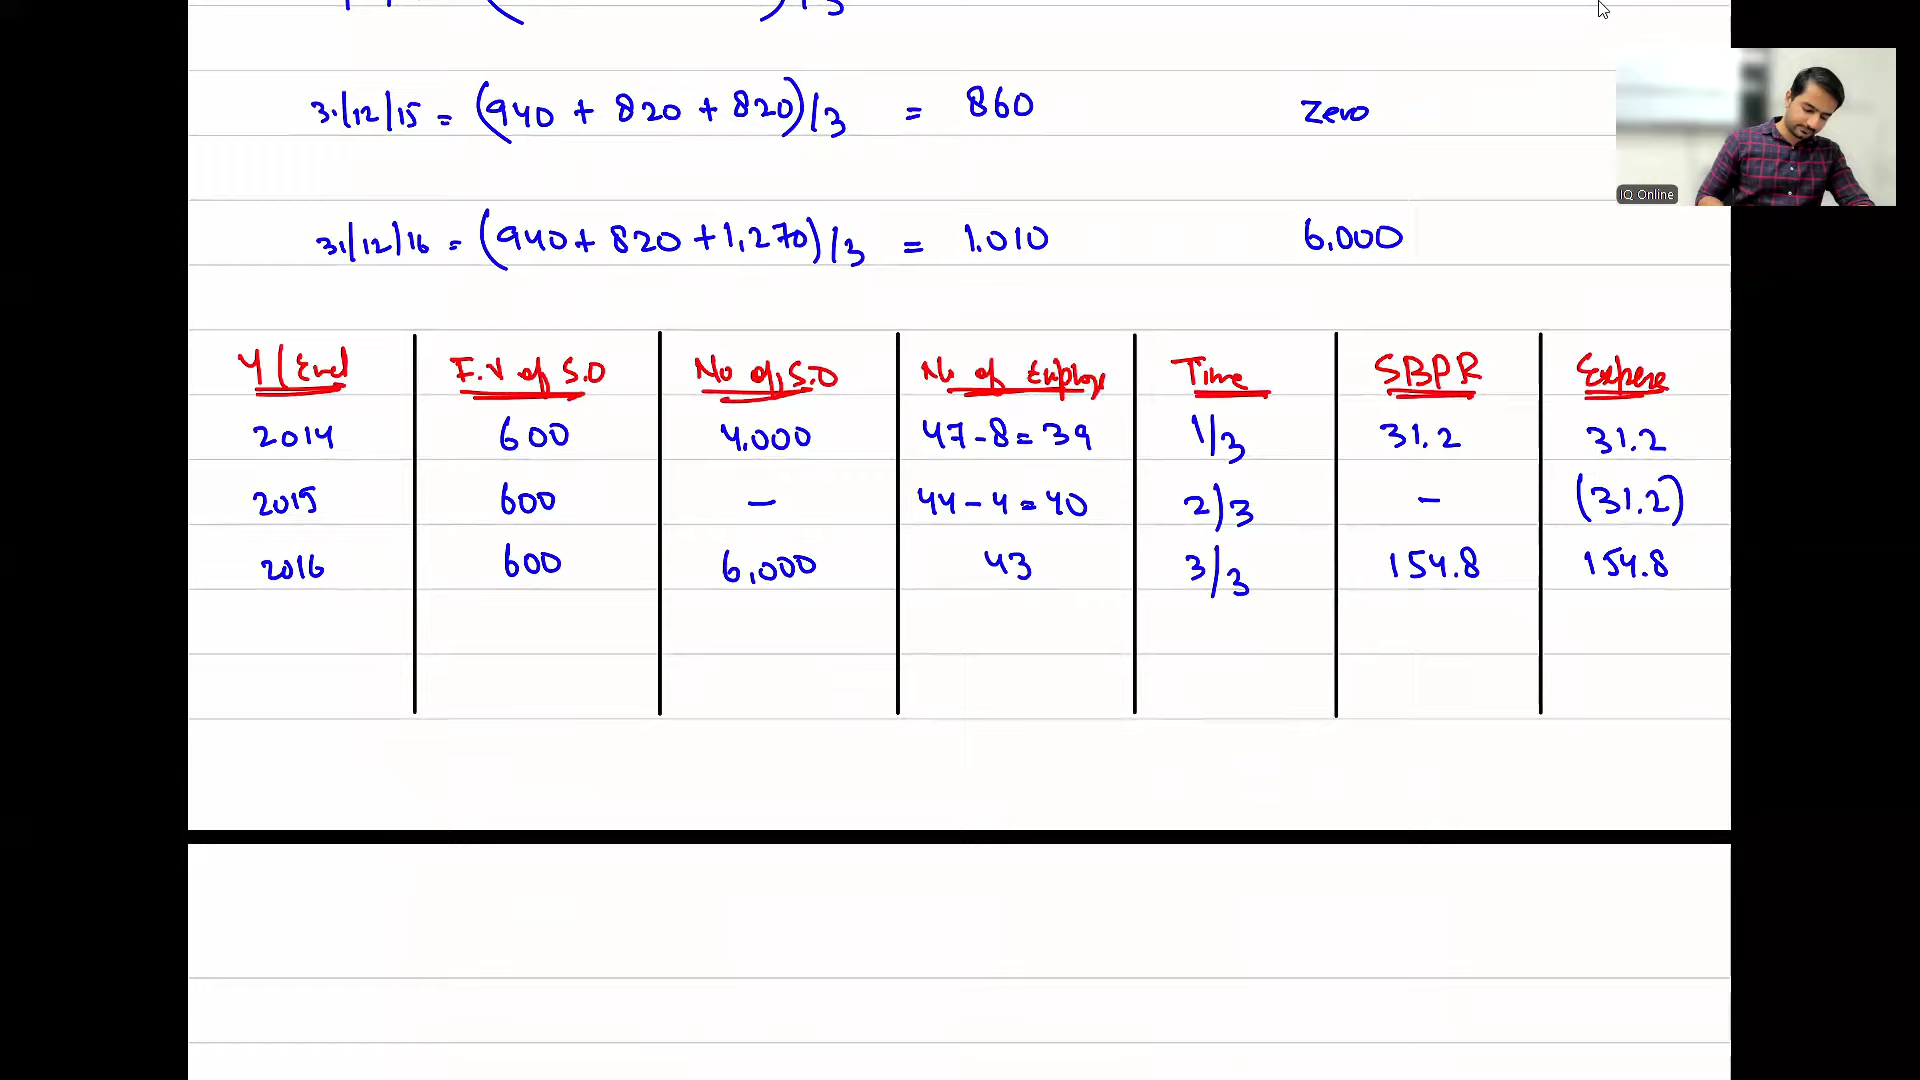 31/12/15 = (940 + 820 + 820)/3 = 860 Zero
IQ Online
31/12/16 = (940 + 820 + 1,270)/3 = 1,010 6,000
Y/End F.V of S.O No of S.O No of Employ Time SBPR Expense
2014 600 4,000 47-8=39 1/3 31.2 31.2
2015 600 – 44-4=40 2/3 – (31.2)
2016 600 6,000 43 3/3 154.8 154.8